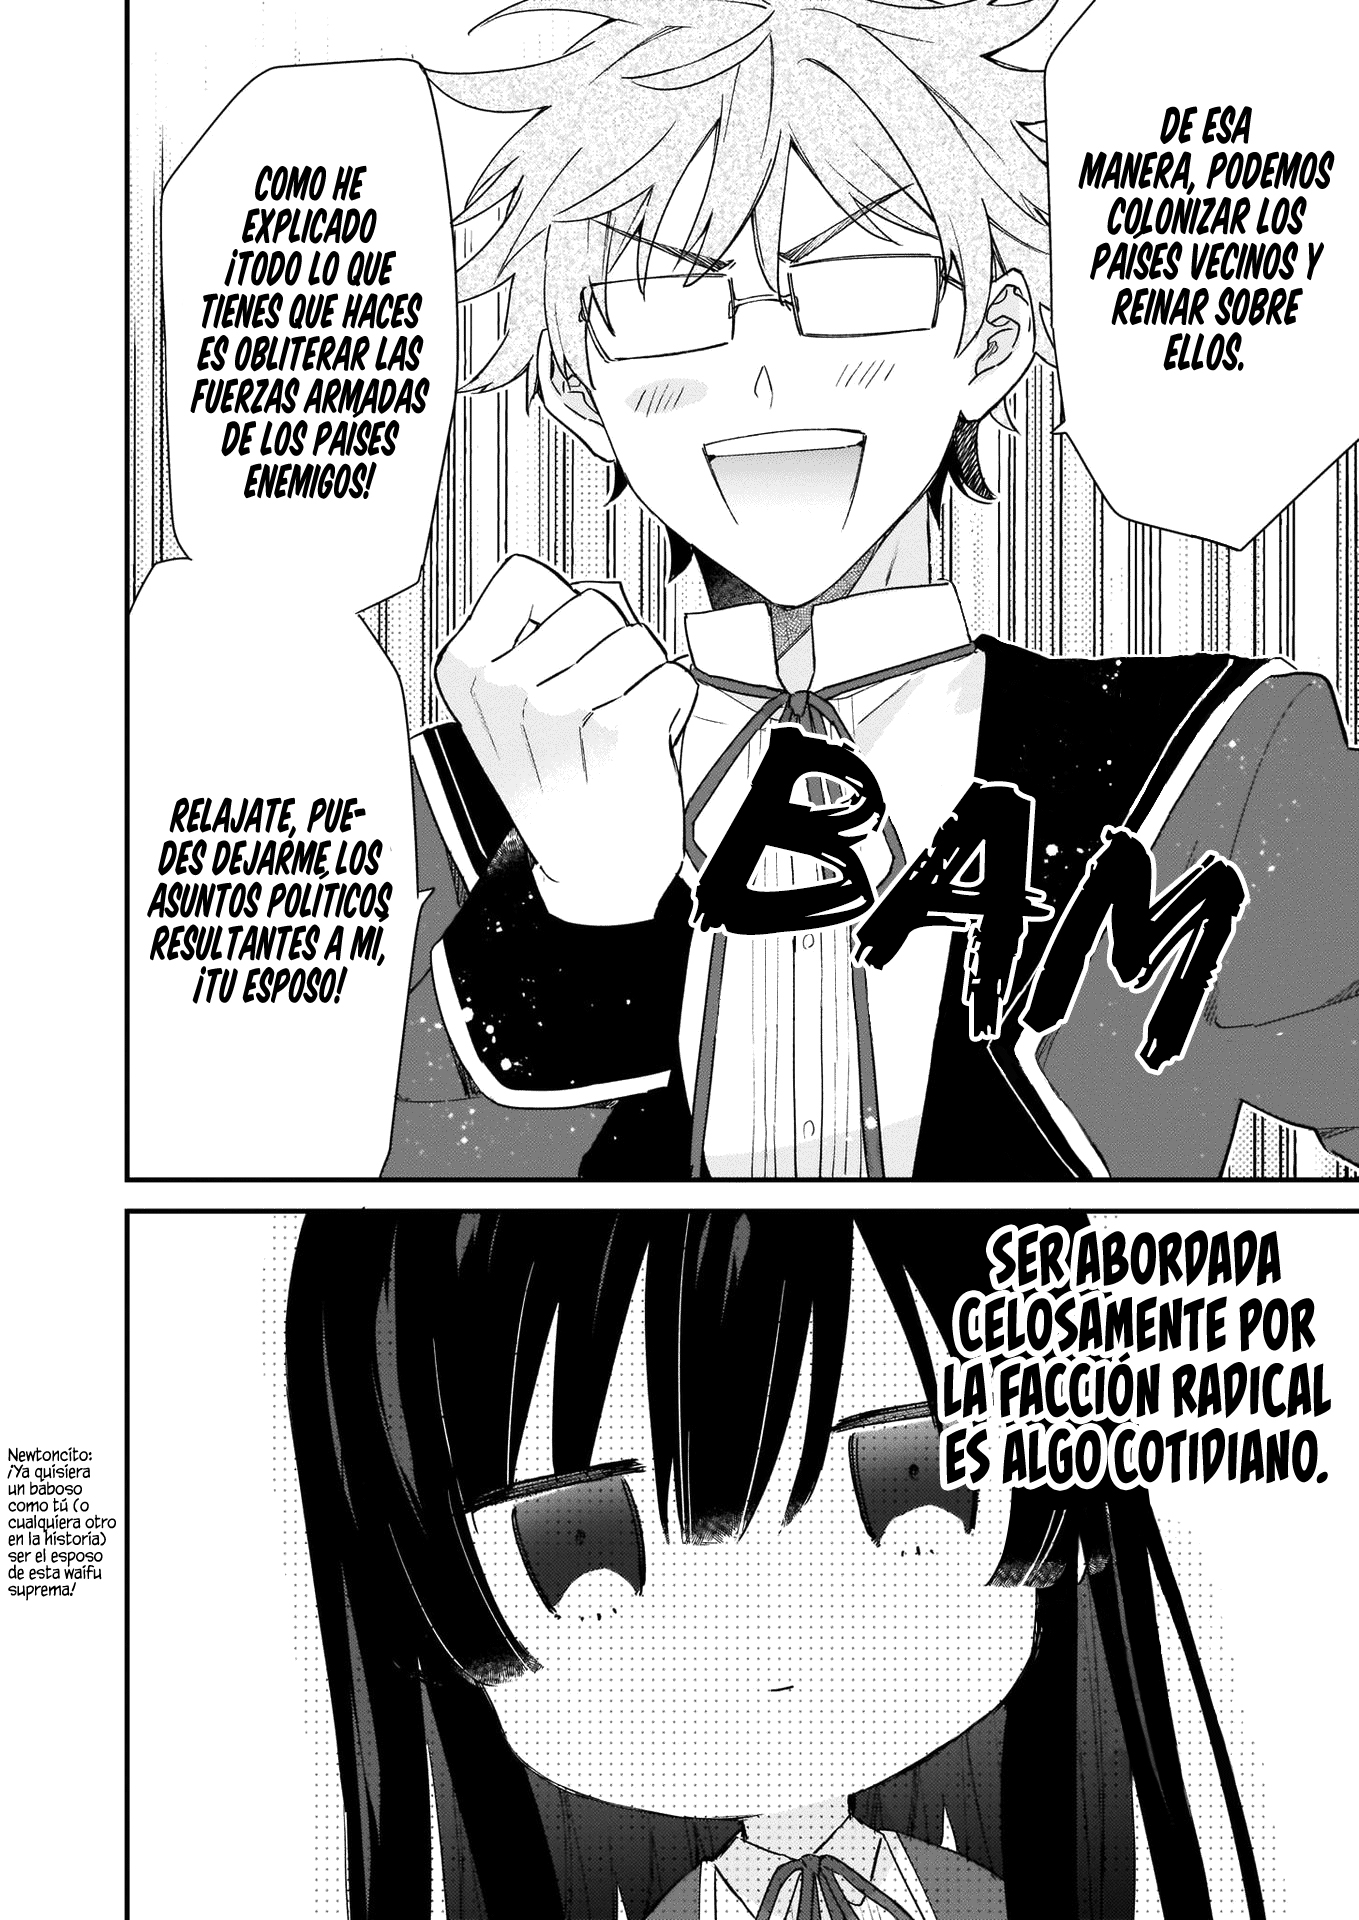 DE ESA
MANERA, PODEMOS
COLONIZAR LOS
PAÍSES VECINOS Y
REINAR SOBRE
ELLOS.
COMO HE
EXPLICADO
¡TODO LO QUE
TIENES QUE HACES
ES OBLITERAR LAS
FUERZAS ARMADAS
DE LOS PAÍSES
ENEMIGOS!
RELAJATE, PUE-
DES DEJARME LOS
ASUNTOS POLÍTICOS
RESULTANTES A MÍ,
¡TU ESPOSO!
BAM
SER ABORDADA
CELOSAMENTE POR
LA FACCIÓN RADICAL
ES ALGO COTIDIANO.
Newtoncito:
¡Ya quisiera
un baboso
como tú (o
cualquiera otro
en la historia)
ser el esposo
de esta waifu
suprema!